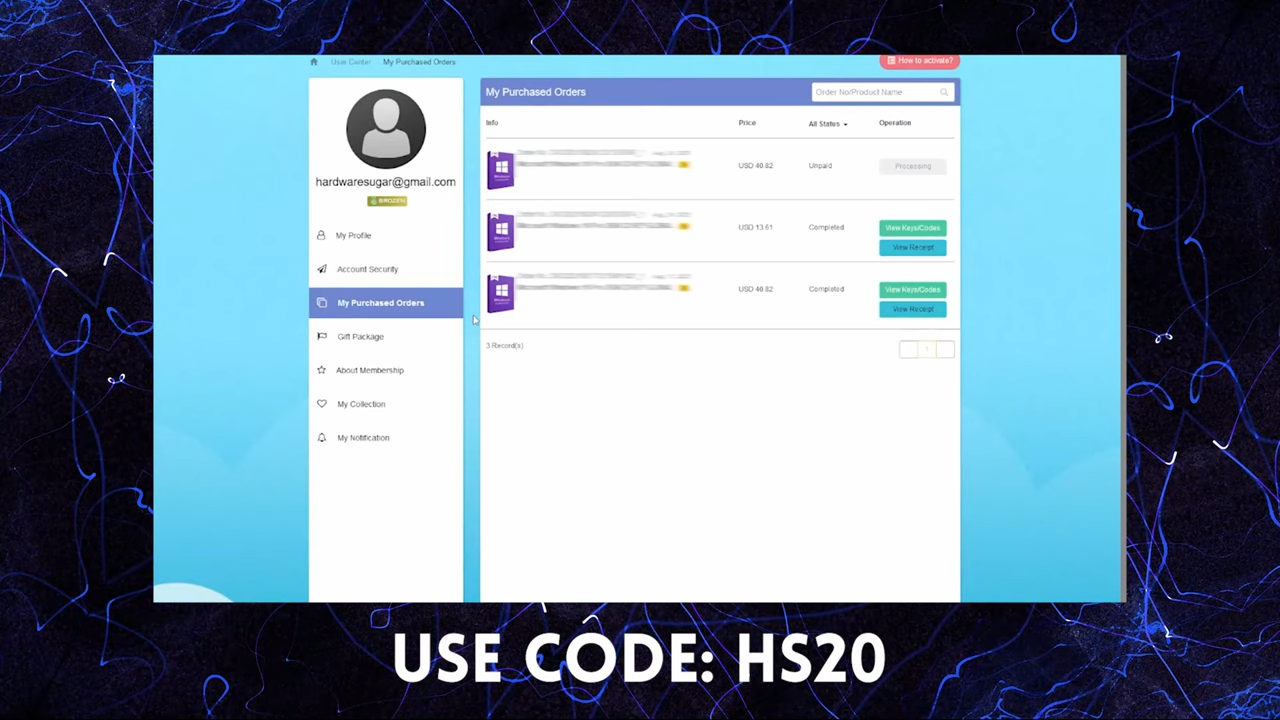 User Center My Purchased Orders
How to activate?
My Purchased Orders
Order No/Product Name
hardwaresugar@gmail.com
BROZEN
My Profile
Account Security
My Purchased Orders
Gift Package
About Membership
My Collection
My Notification
Info Price All States Operation
USD 40.82 Unpaid Processing
USD 13.61 Completed View Keys/Codes
View Receipt
USD 40.82 Completed View Keys/Codes
View Receipt
3 Record(s)
1
USE CODE: HS20